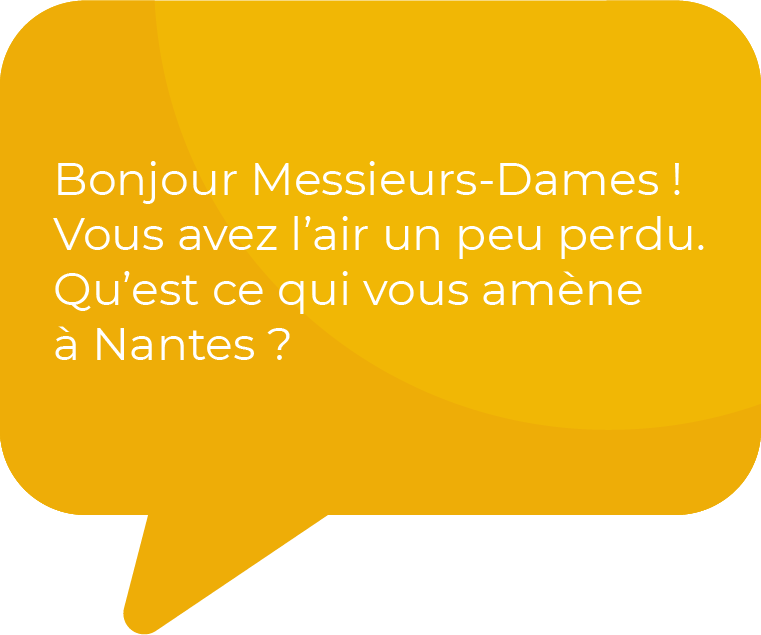 Bonjour Messieurs-Dames !
Vous avez l’air un peu perdu.
Qu’est ce qui vous amène
à Nantes ?